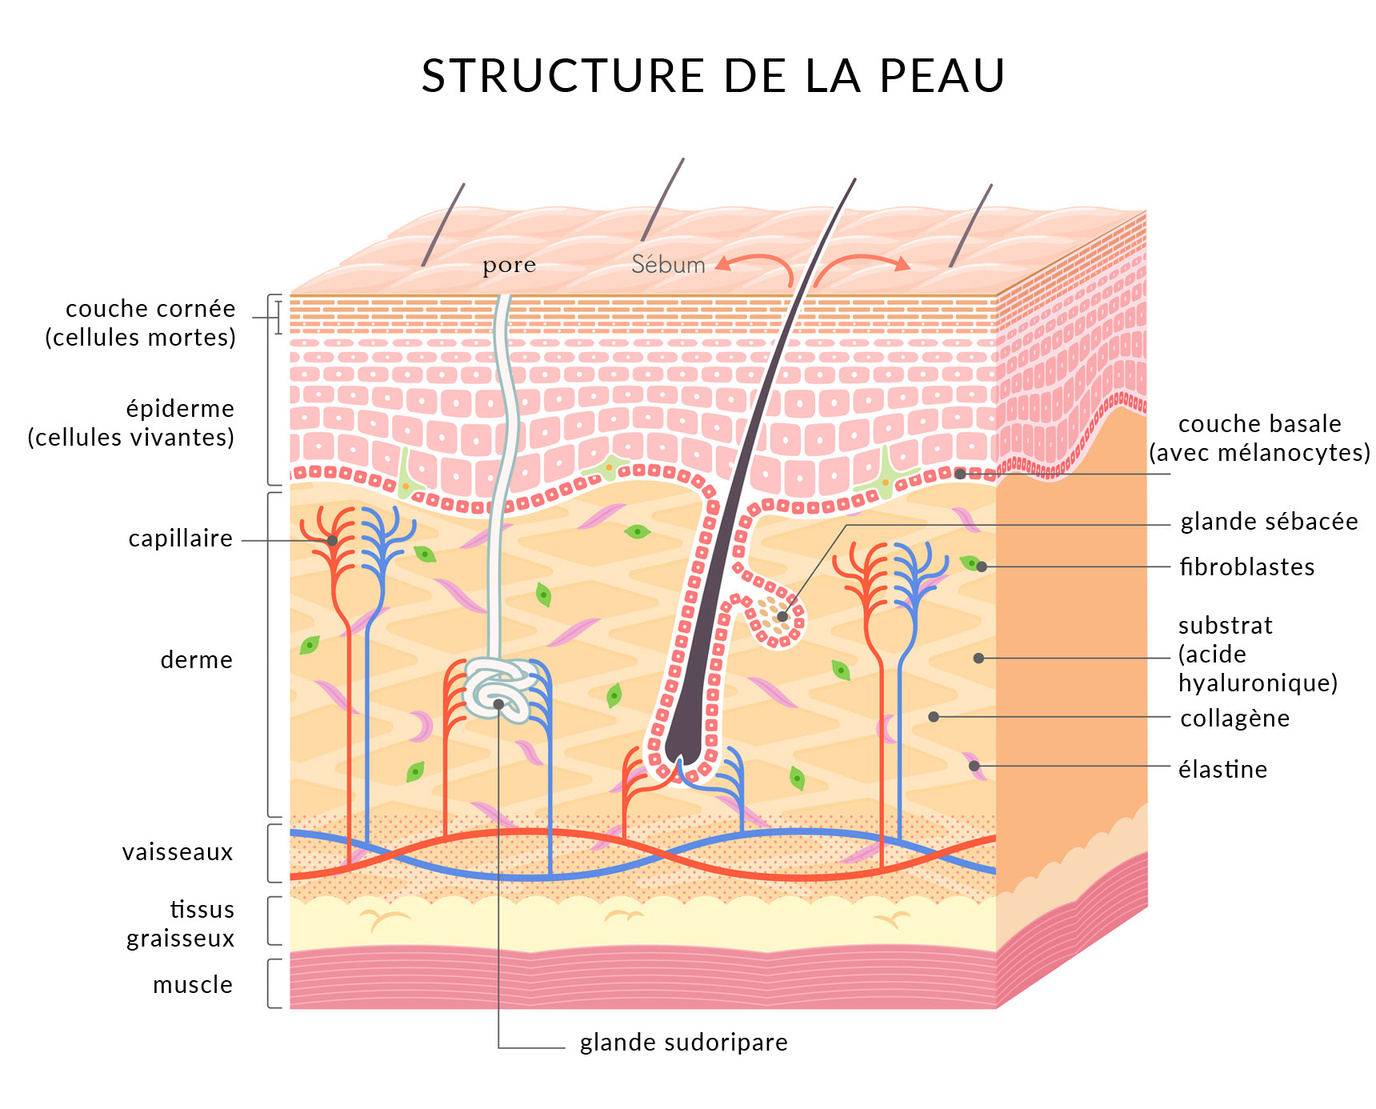 STRUCTURE DE LA PEAU
pore
Sébum
couche cornée
(cellules mortes)
épiderme
(cellules vivantes)
capillaire
derme
vaisseaux
tissus
graisseux
muscle
couche basale
(avec mélanocytes)
glande sébacée
fibroblastes
substrat
(acide
hyaluronique)
collagène
élastine
glande sudoripare